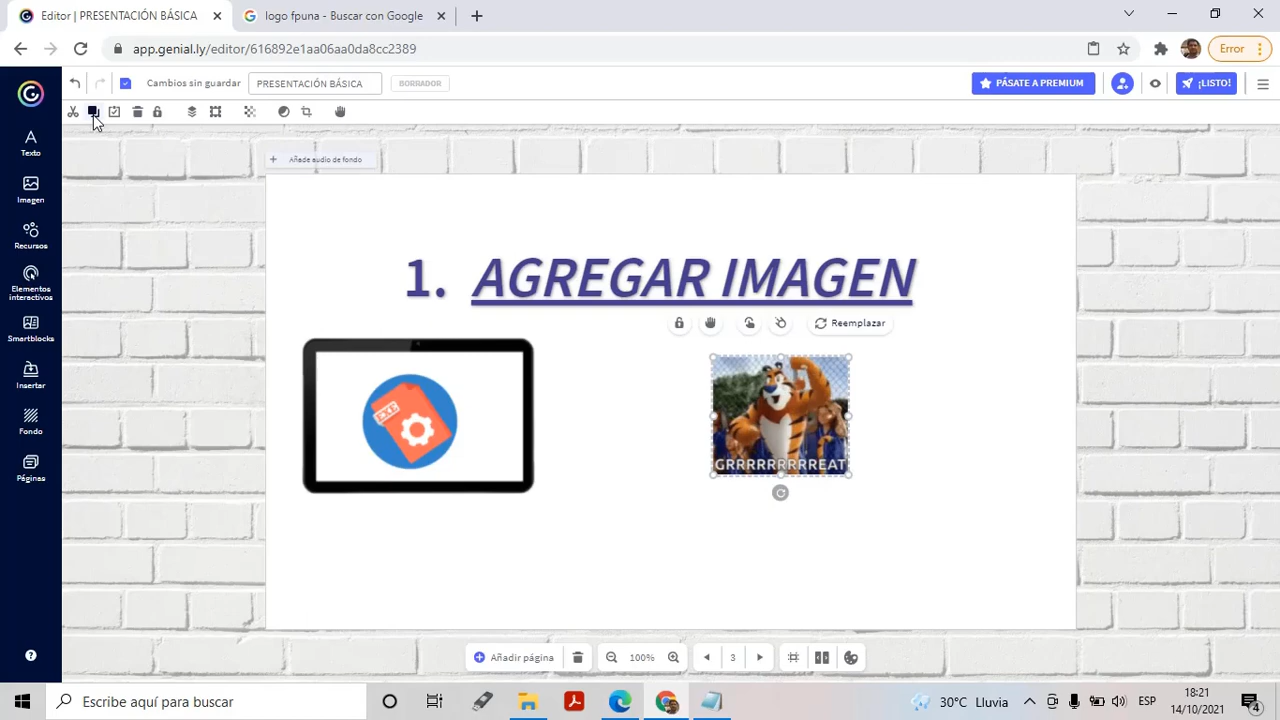 Editor | PRESENTACIÓN BÁSICA
logo fpuna - Buscar con Google
app.genial.ly/editor/616892e1aa06aa0da8cc2389
Error
Cambios sin guardar
PRESENTACIÓN BÁSICA
BORRADOR
PÁSATE A PREMIUM
¡LISTO!
Texto
Imagen
Recursos
Elementos
interactivos
Smartblocks
Insertar
Fondo
Páginas
Añade audio de fondo
1. AGREGAR IMAGEN
Reemplazar
EXE
GRRRRRRRRREAT
Añadir página
100%
3
Escribe aquí para buscar
30°C Lluvia
ESP
18:21
14/10/2021
4